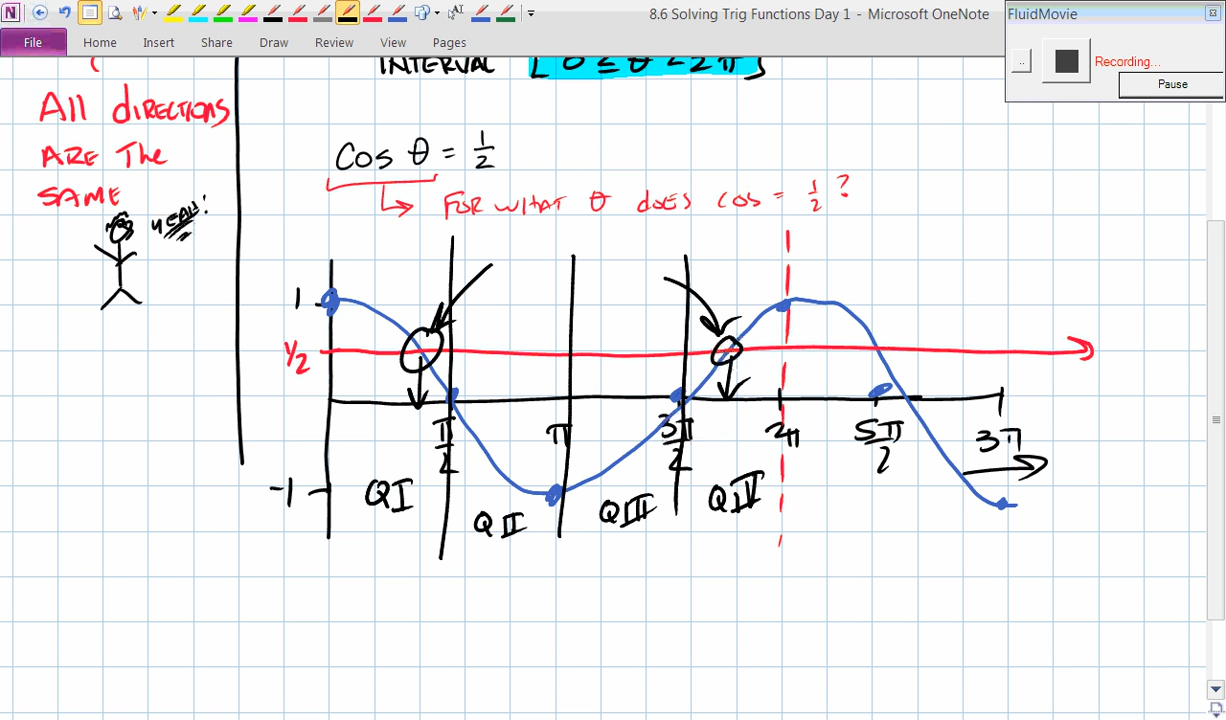 8.6 Solving Trig Functions Day 1 - Microsoft OneNote
FluidMovie
File Home Insert Share Draw Review View Pages
Recording...
Pause
INTERVAL [0 ≤ θ < 2π]
All directions
ARE The
SAME
YEAH!
Cos θ = 1/2
FOR WHAT θ does cos = 1/2 ?
1
1/2
-1
π/2 π 3π/2 2π 5π/2 3π
QI QII QIII QIV